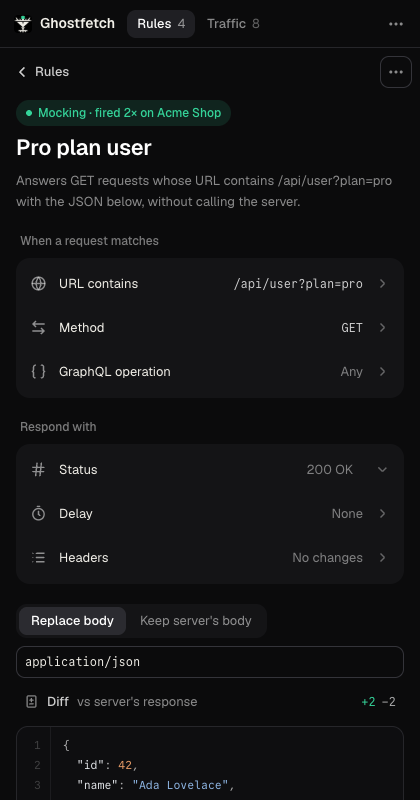 Ghostfetch Rules 4 Traffic 8
Rules
Mocking · fired 2× on Acme Shop
Pro plan user
Answers GET requests whose URL contains /api/user?plan=pro
with the JSON below, without calling the server.
When a request matches
URL contains /api/user?plan=pro
Method GET
GraphQL operation Any
Respond with
Status 200 OK
Delay None
Headers No changes
Replace body Keep server's body
application/json
Diff vs server's response +2 −2
1 {
2 "id": 42,
3 "name": "Ada Lovelace",